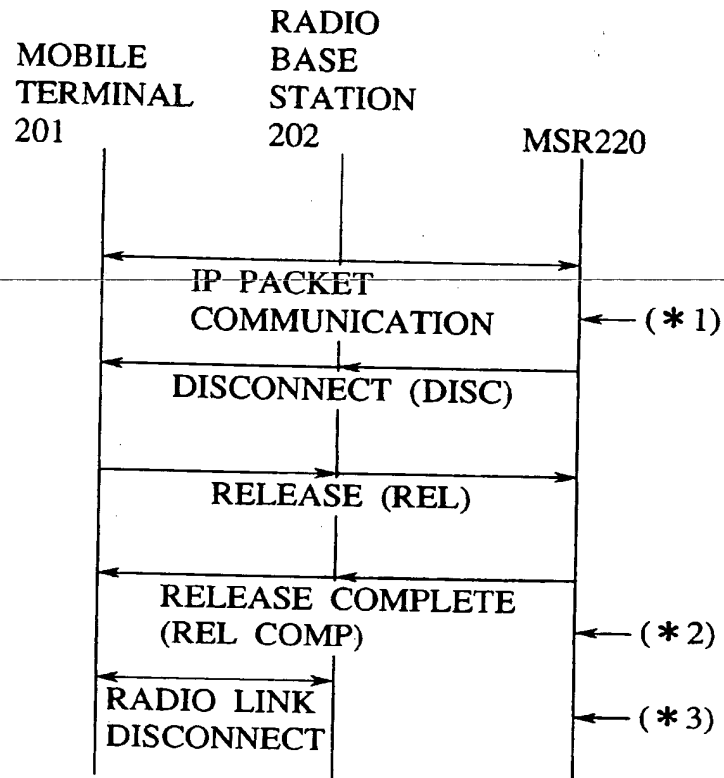 MOBILE
TERMINAL
201
RADIO
BASE
STATION
202
MSR220
IP PACKET
COMMUNICATION
(*1)
DISCONNECT (DISC)
RELEASE (REL)
RELEASE COMPLETE
(REL COMP)
(*2)
RADIO LINK
DISCONNECT
(*3)